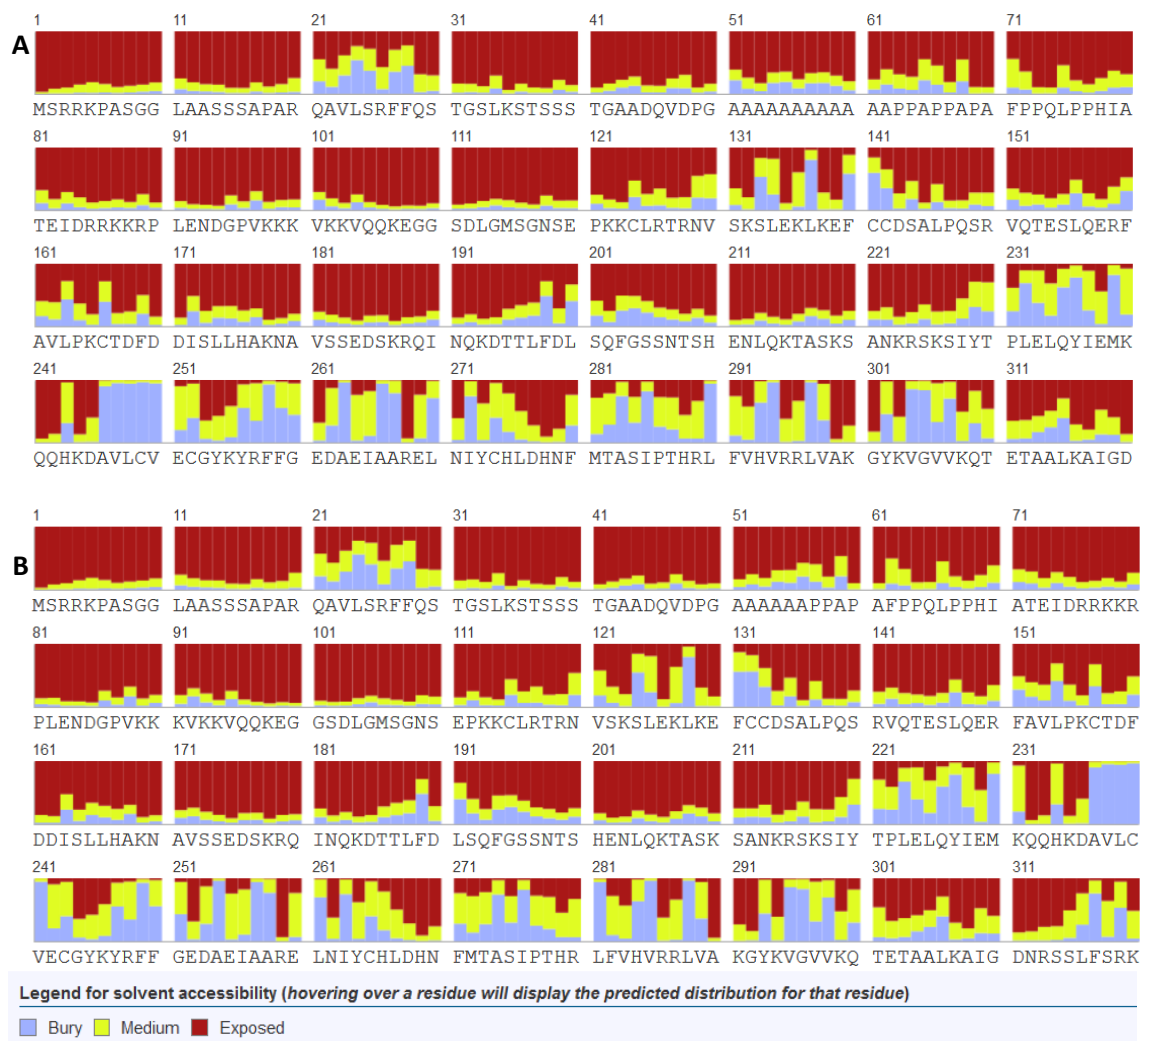 1 11 21 31 41 51 61 71
A
MSRRKPASGG LAASSSAPAR QAVLSRFFQS TGSLKSTSSS TGAADQVDPG AAAAAAAAAA AAPPAPPAPA FPPQLPPHIA
81 91 101 111 121 131 141 151
TEIDRRKKRP LENDGPVKKK VKKVQQKEGG SDLGMSGNSE PKKCLRTRNV SKSLEKLKEF CCDSALPQSR VQTESLQERF
161 171 181 191 201 211 221 231
AVLPKCTDFD DISLLHAKNA VSSEDSKRQI NQKDTTLFDL SQFGSSNTSH ENLQKTASKS ANKRSKSIYT PLELQYIEMK
241 251 261 271 281 291 301 311
QQHKDAVLCV ECGYKYRFFG EDAEIAAREL NIYCHLDHNF MTASIPTHRL FVHVRRLVAK GYKVGVVKQT ETAALKAIGD
1 11 21 31 41 51 61 71
B
MSRRKPASGG LAASSSAPAR QAVLSRFFQS TGSLKSTSSS TGAADQVDPG AAAAAAPPAP AFPPQLPPHI ATEIDRRKKR
81 91 101 111 121 131 141 151
PLENDGPVKK KVKKVQQKEG GSDLGMSGNS EPKKCLRTRN VSKSLEKLKE FCCDSALPQS RVQTESLQER FAVLPKCTDF
161 171 181 191 201 211 221 231
DDISLLHAKN AVSSEDSKRQ INQKDTTLFD LSQFGSSNTS HENLQKTASK SANKRSKSIY TPLELQYIEM KQQHKDAVLC
241 251 261 271 281 291 301 311
VECGYKYRFF GEDAEIAARE LNIYCHLDHN FMTASIPTHR LFVHVRRLVA KGYKVGVVKQ TETAALKAIG DNRSSLFSRK
Legend for solvent accessibility (hovering over a residue will display the predicted distribution for that residue)
Bury Medium Exposed